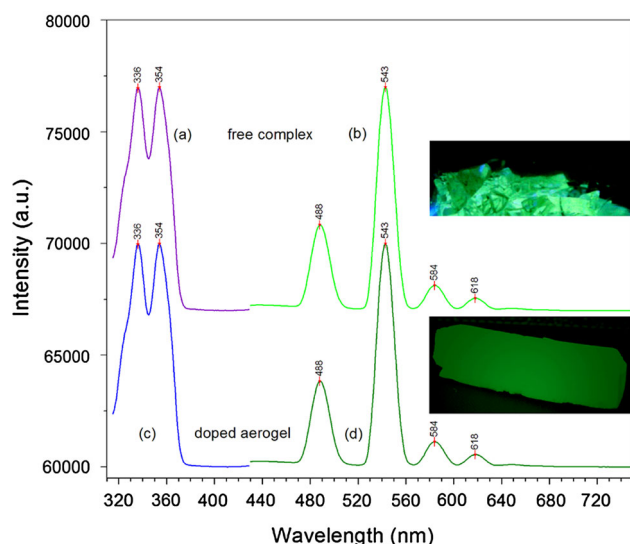 80000
75000
70000
65000
60000
Intensity (a.u.)
336
354
(a)
free complex
(b)
488
543
584
618
336
354
(c)
doped aerogel
(d)
488
543
584
618
320 360 400 440 480 520 560 600 640 680 720
Wavelength (nm)